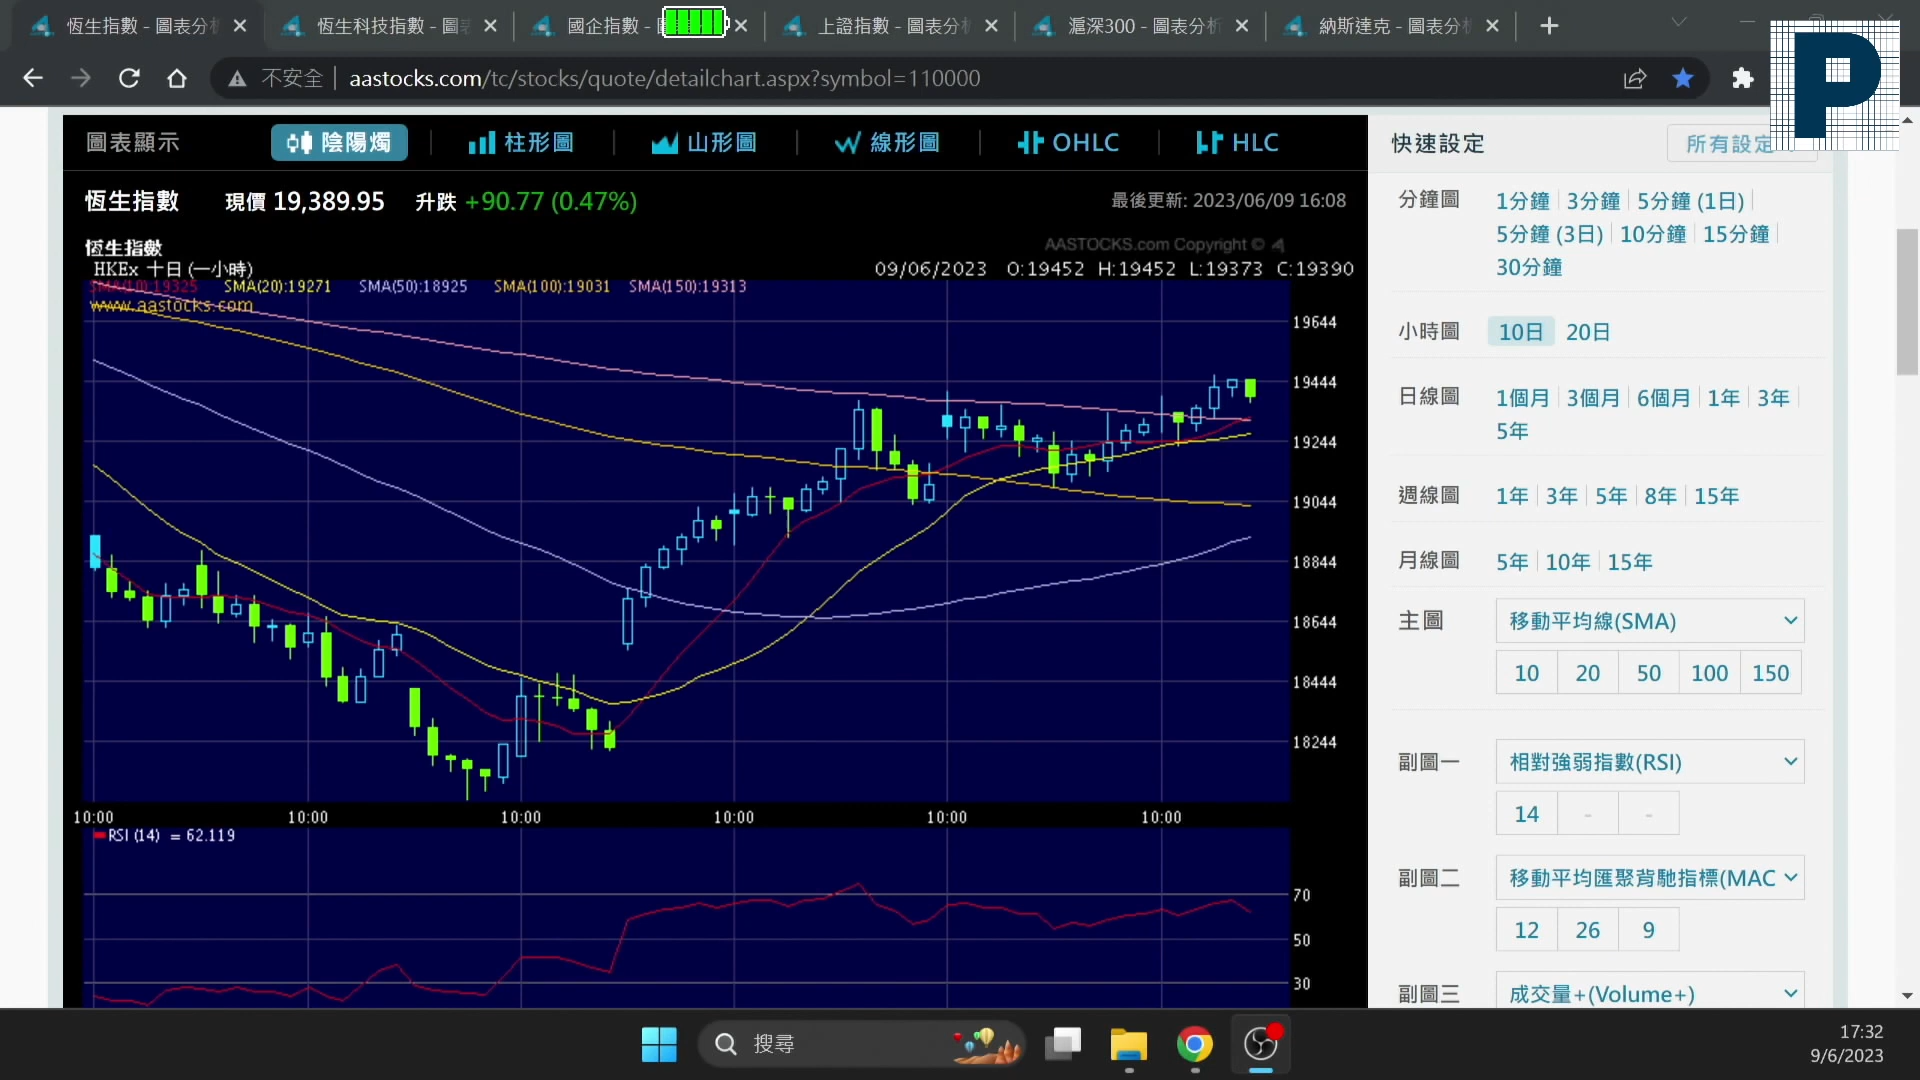 恆生指數 - 圖表分析
恆生科技指數 - 圖表
國企指數 -
上證指數 - 圖表分析
滬深300 - 圖表分析
納斯達克 - 圖表分析
不安全
aastocks.com/tc/stocks/quote/detailchart.aspx?symbol=110000
P
圖表顯示
陰陽燭
柱形圖
山形圖
線形圖
OHLC
HLC
快速設定
所有設定
恆生指數 現價 19,389.95 升跌 +90.77 (0.47%)
最後更新: 2023/06/09 16:08
恆生指數
AASTOCKS.com Copyright ©
HKEx 十日 (一小時)
09/06/2023 O:19452 H:19452 L:19373 C:19390
SMA(10):19325 SMA(20):19271 SMA(50):18925 SMA(100):19031 SMA(150):19313
www.aastocks.com
19644
19444
19244
19044
18844
18644
18444
18244
10:00 10:00 10:00 10:00 10:00 10:00
RSI (14) = 62.119
70
50
30
分鐘圖
1分鐘 3分鐘 5分鐘 (1日)
5分鐘 (3日) 10分鐘 15分鐘
30分鐘
小時圖
10日 20日
日線圖
1個月 3個月 6個月 1年 3年
5年
週線圖
1年 3年 5年 8年 15年
月線圖
5年 10年 15年
主圖
移動平均線(SMA)
10 20 50 100 150
副圖一
相對強弱指數(RSI)
14 - -
副圖二
移動平均匯聚背馳指標(MAC
12 26 9
副圖三
成交量+(Volume+)
搜尋
17:32
9/6/2023